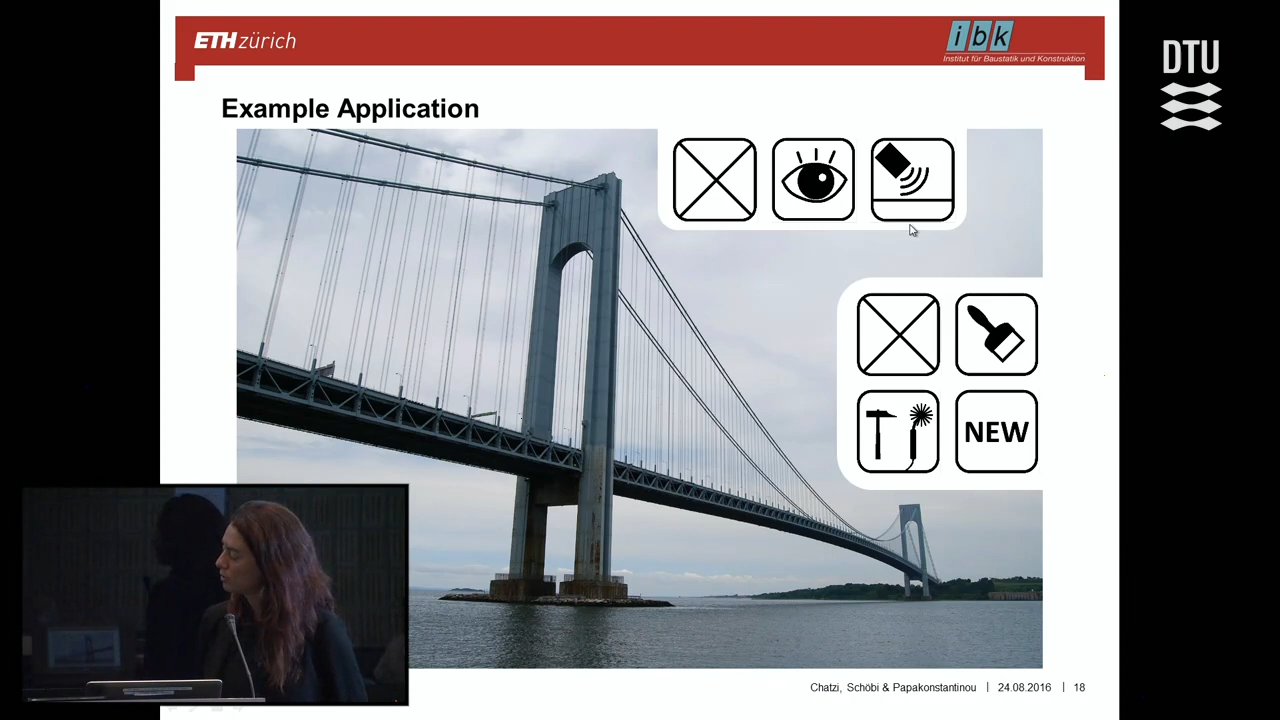 ETH zürich
ibk
Institut für Baustatik und Konstruktion
DTU
Example Application
NEW
Chatzi, Schöbi & Papakonstantinou | 24.08.2016 | 18